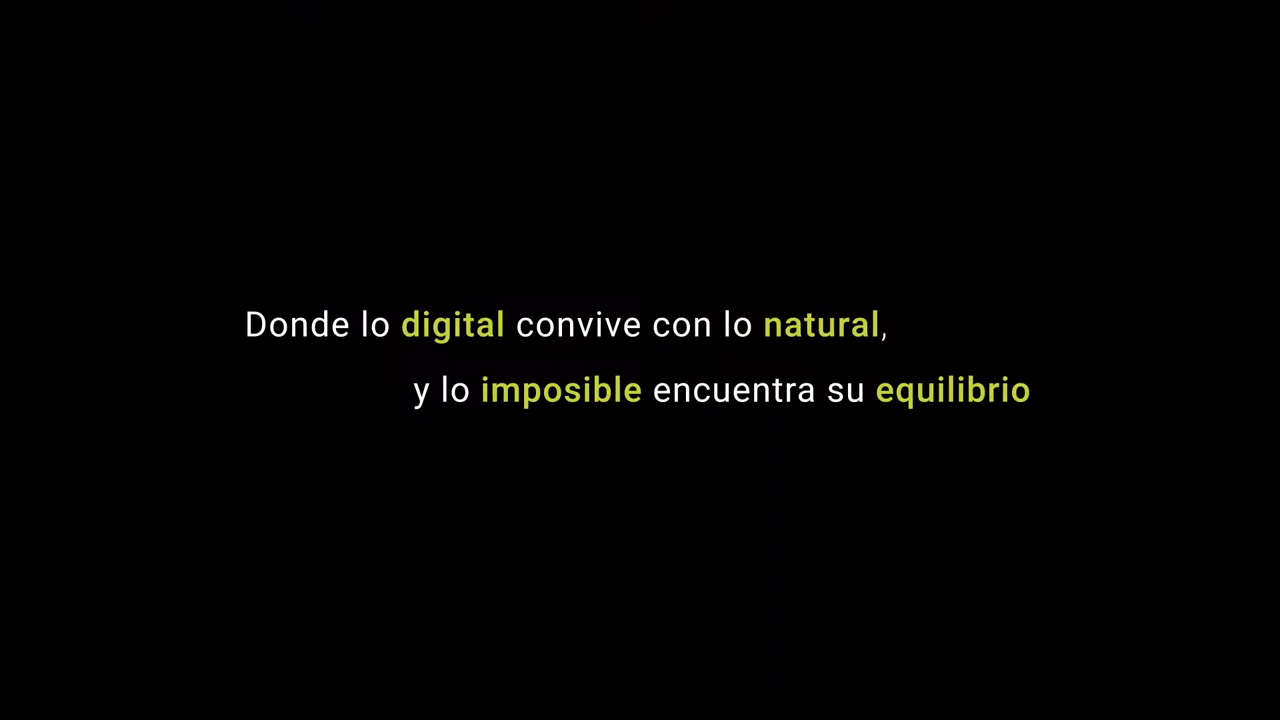 Donde lo digital convive con lo natural,
y lo imposible encuentra su equilibrio